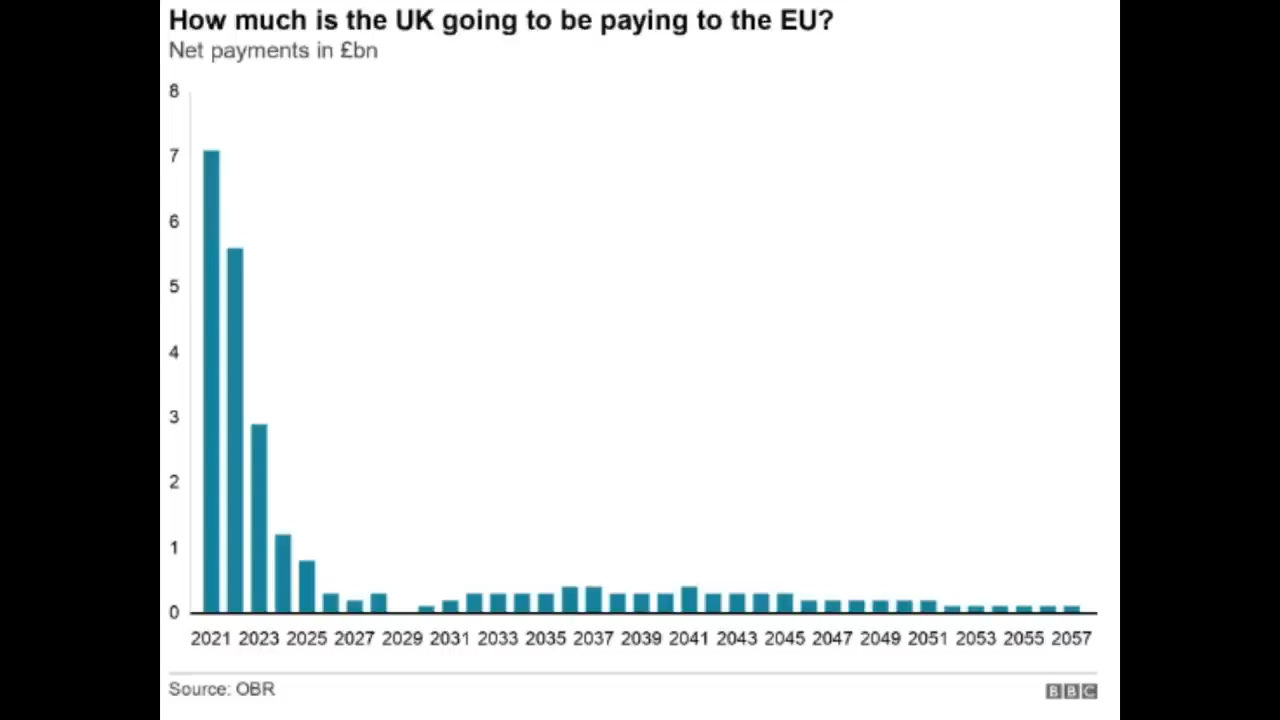 How much is the UK going to be paying to the EU?
Net payments in £bn
8
7
6
5
4
3
2
1
0
2021 2023 2025 2027 2029 2031 2033 2035 2037 2039 2041 2043 2045 2047 2049 2051 2053 2055 2057
Source: OBR
BBC